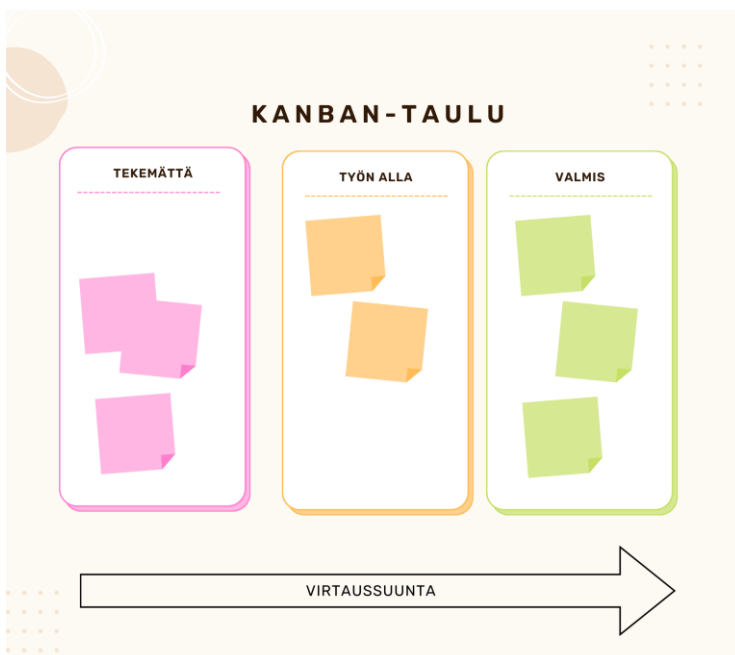 KANBAN-TAULU
TEKEMÄTTÄ
TYÖN ALLA
VALMIS
VIRTAUSSUUNTA